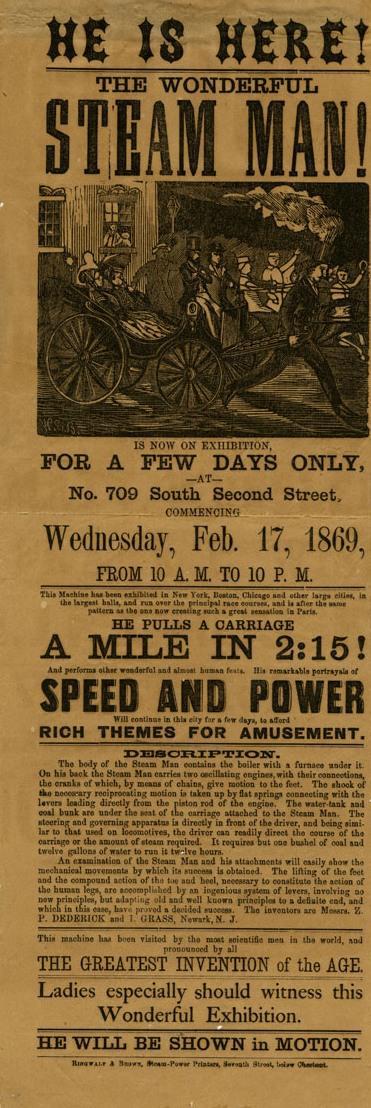 HE IS HERE!
THE WONDERFUL
STEAM MAN!
IS NOW ON EXHIBITION,
FOR A FEW DAYS ONLY,
—AT—
No. 709 South Second Street,
COMMENCING
Wednesday, Feb. 17, 1869,
FROM 10 A. M. TO 10 P. M.
This Machine has been exhibited in New York, Boston, Chicago and other large cities, in
the largest halls, and run over the principal race courses, and is after the same
pattern as the one now creating such a great sensation in Paris.
HE PULLS A CARRIAGE
A MILE IN 2:15!
And performs other wonderful and almost human feats. His remarkable portrayals of
SPEED AND POWER
Will continue in this city for a few days, to afford
RICH THEMES FOR AMUSEMENT.
DESCRIPTION.
The body of the Steam Man contains the boiler with a furnace under it.
On his back the Steam Man carries two oscillating engines, with their connections,
the cranks of which, by means of chains, give motion to the feet. The shock of
the necessary reciprocating motion is taken up by flat springs connecting with the
levers leading directly from the piston rod of the engine. The water-tank and
coal bunk are under the seat of the carriage attached to the Steam Man. The
steering and governing apparatus is directly in front of the driver, and being simi-
lar to that used on locomotives, the driver can readily direct the course of the
carriage or the amount of steam required. It requires but one bushel of coal and
twelve gallons of water to run it tw-lve hours.
An examination of the Steam Man and his attachments will easily show the
mechanical movements by which its success is obtained. The lifting of the feet
and the compound action of the toe and heel, necessary to constitute the action of
the human legs, are accomplished by an ingenious system of levers, involving no
new principles, but adapting old and well known principles to a definite end, and
which in this case, have proved a decided success. The inventors are Messrs. Z.
P. DEDERICK and I. GRASS, Newark, N. J.
This machine has been visited by the most scientific men in the world, and
pronounced by all
THE GREATEST INVENTION of the AGE.
Ladies especially should witness this
Wonderful Exhibition.
HE WILL BE SHOWN in MOTION.
RINGWALT & BROWN, Steam-Power Printers, Seventh Street, below Chestnut.